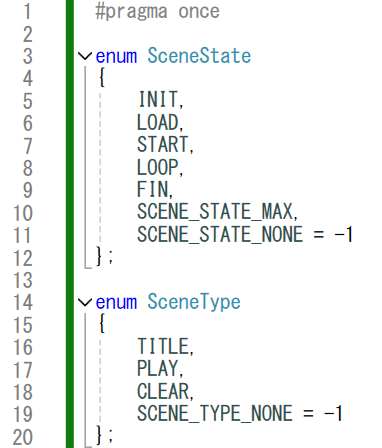 1 #pragma once
2
3 enum SceneState
4 {
5 INIT,
6 LOAD,
7 START,
8 LOOP,
9 FIN,
10 SCENE_STATE_MAX,
11 SCENE_STATE_NONE = -1
12 };
13
14 enum SceneType
15 {
16 TITLE,
17 PLAY,
18 CLEAR,
19 SCENE_TYPE_NONE = -1
20 };